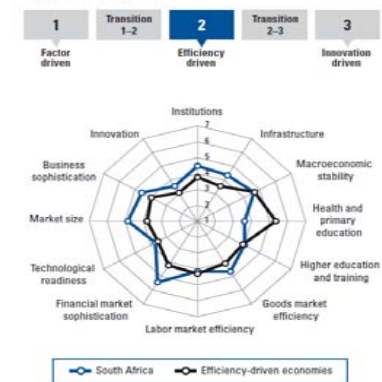 1
Transition
1–2
2
Transition
2–3
3
Factor
driven
Efficiency
driven
Innovation
driven
Institutions
Innovation
Infrastructure
Business
sophistication
Macroeconomic
stability
Market size
Health and
primary
education
Technological
readiness
Higher education
and training
Financial market
sophistication
Goods market
efficiency
Labor market efficiency
7
6
5
4
3
2
1
South Africa
Efficiency-driven economies